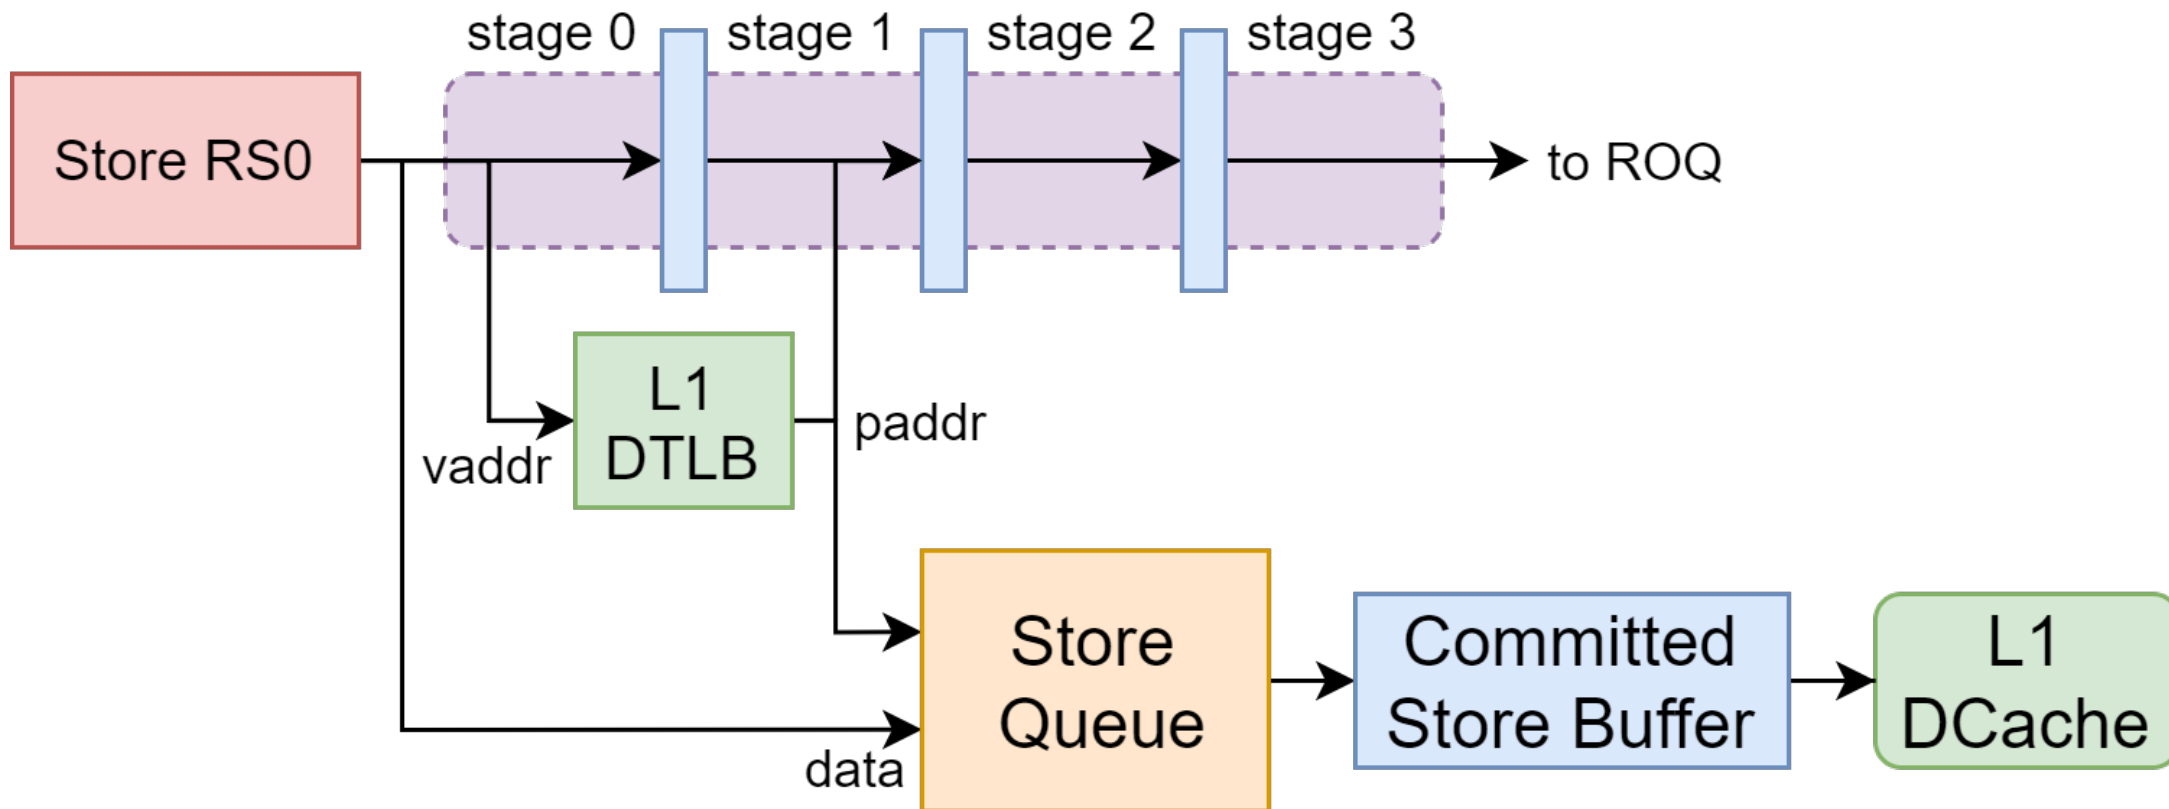 stage 0
stage 1
stage 2
stage 3
Store RS0
to ROQ
L1
DTLB
vaddr
paddr
Store
Queue
data
Committed
Store Buffer
L1
DCache